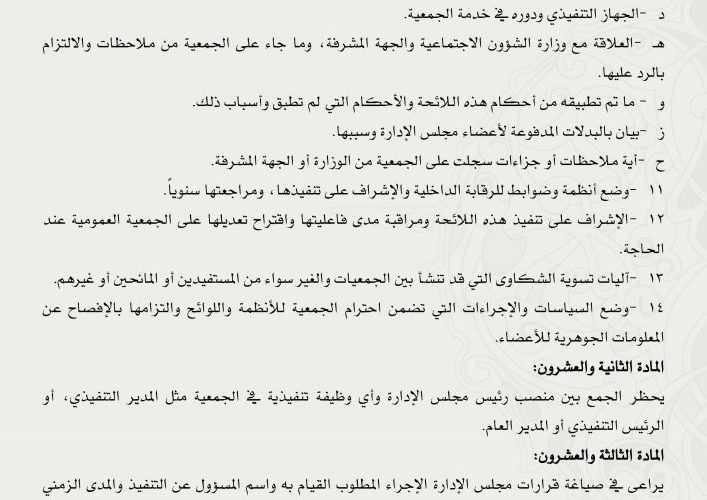 د -الجهاز التنفيذي ودوره في خدمة الجمعية.
هـ -العلاقة مع وزارة الشؤون الاجتماعية والجهة المشرفة، وما جاء على الجمعية من ملاحظات والالتزام
بالرد عليها.
و - ما تم تطبيقه من أحكام هذه اللائحة والأحكام التي لم تطبق وأسباب ذلك.
ز -بيان بالبدلات المدفوعة لأعضاء مجلس الإدارة وسببها.
ح -أية ملاحظات أو جزاءات سجلت على الجمعية من الوزارة أو الجهة المشرفة.
١١ -وضع أنظمة وضوابط للرقابة الداخلية والإشراف على تنفيذها، ومراجعتها سنوياً.
١٢ -الإشراف على تنفيذ هذه اللائحة ومراقبة مدى فاعليتها واقتراح تعديلها على الجمعية العمومية عند
الحاجة.
١٣ -آليات تسوية الشكاوى التي قد تنشأ بين الجمعيات والغير سواء من المستفيدين أو المانحين أو غيرهم.
١٤ -وضع السياسات والإجراءات التي تضمن احترام الجمعية للأنظمة واللوائح والتزامها بالإفصاح عن
المعلومات الجوهرية للأعضاء.
المادة الثانية والعشرون:
يحظر الجمع بين منصب رئيس مجلس الإدارة وأي وظيفة تنفيذية في الجمعية مثل المدير التنفيذي، أو
الرئيس التنفيذي أو المدير العام.
المادة الثالثة والعشرون:
يراعى في صياغة قرارات مجلس الإدارة الإجراء المطلوب القيام به واسم المسؤول عن التنفيذ والمدى الزمني